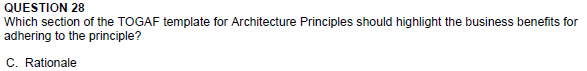 QUESTION 28
Which section of the TOGAF template for Architecture Principles should highlight the business benefits for
adhering to the principle?
C. Rationale